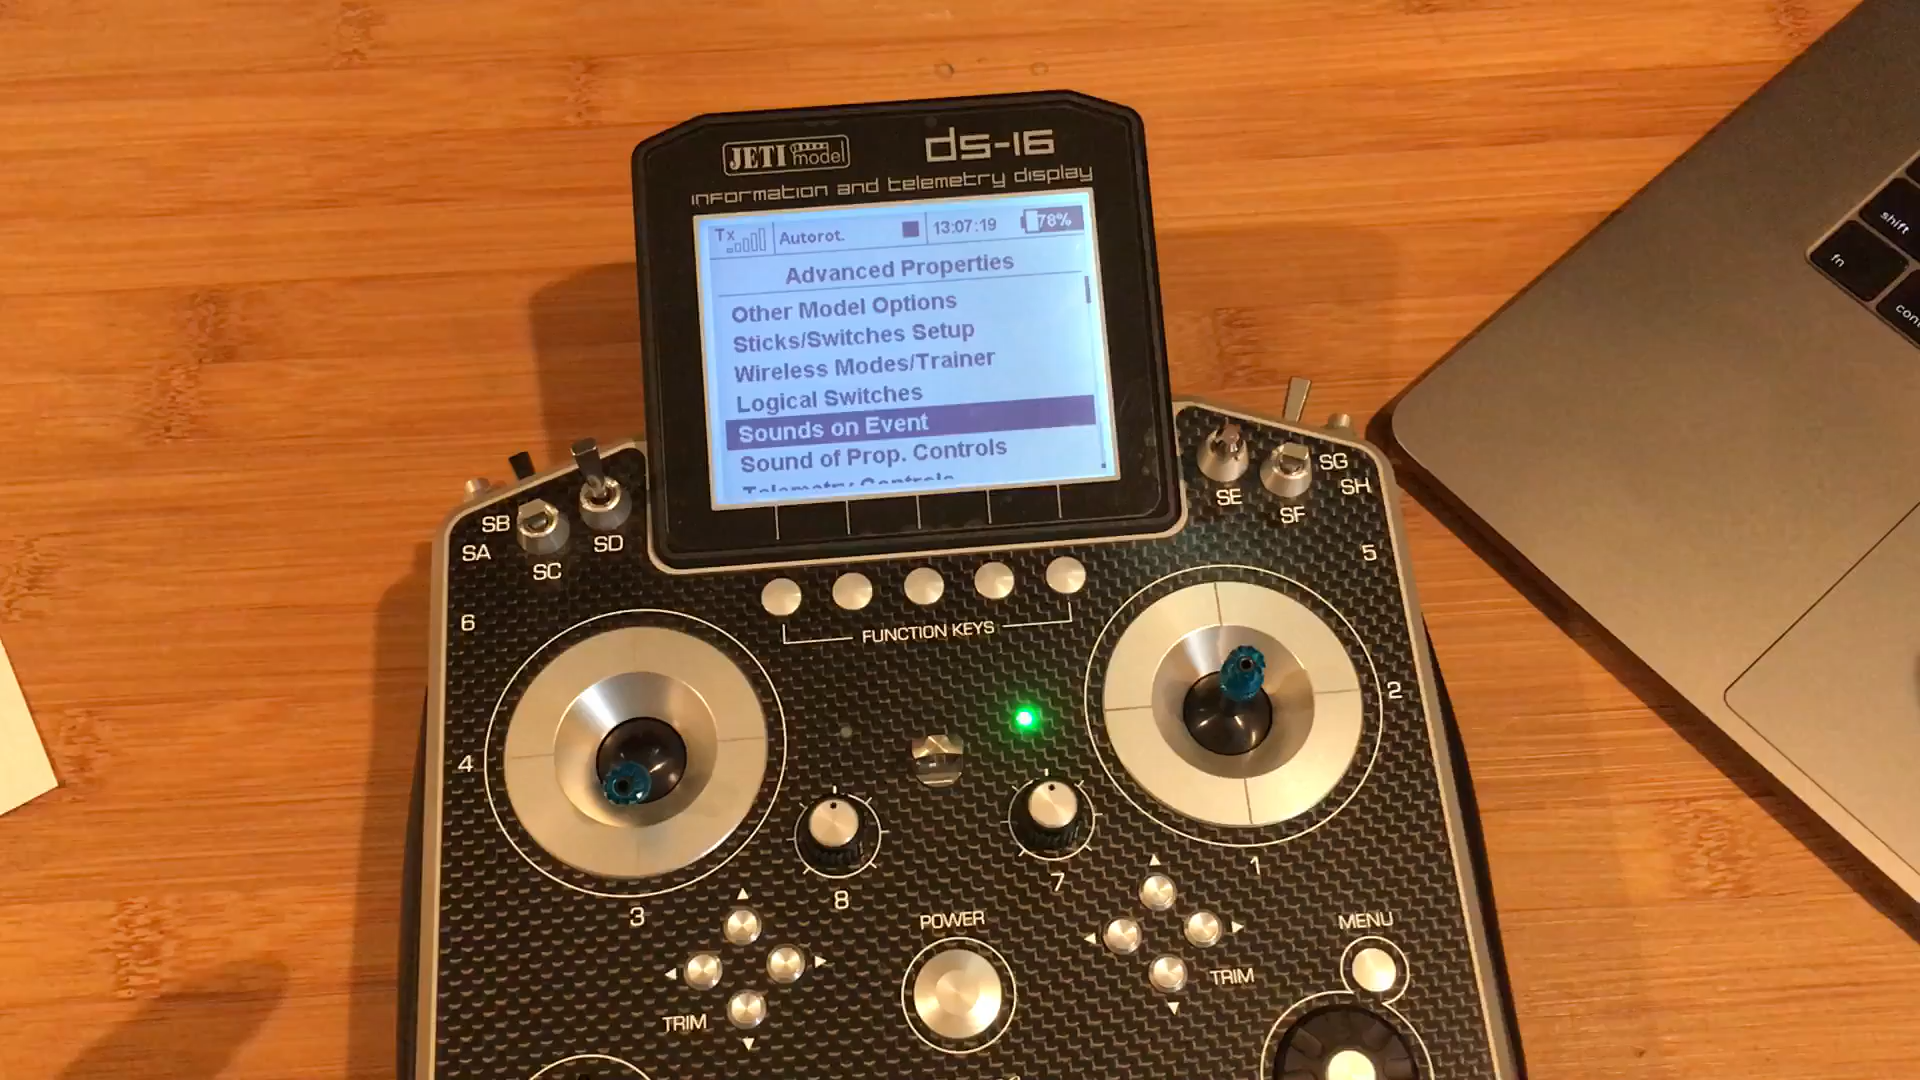 JETI model
ds-16
information and telemetry display
Tx Autorot. 13:07:19 78%
Advanced Properties
Other Model Options
Sticks/Switches Setup
Wireless Modes/Trainer
Logical Switches
Sounds on Event
Sound of Prop. Controls
Telemetry Controls
SB
SA
SC
SD
SE
SF
SG
SH
5
6
FUNCTION KEYS
4
2
3
8
7
1
POWER
MENU
TRIM
TRIM
shift
fn